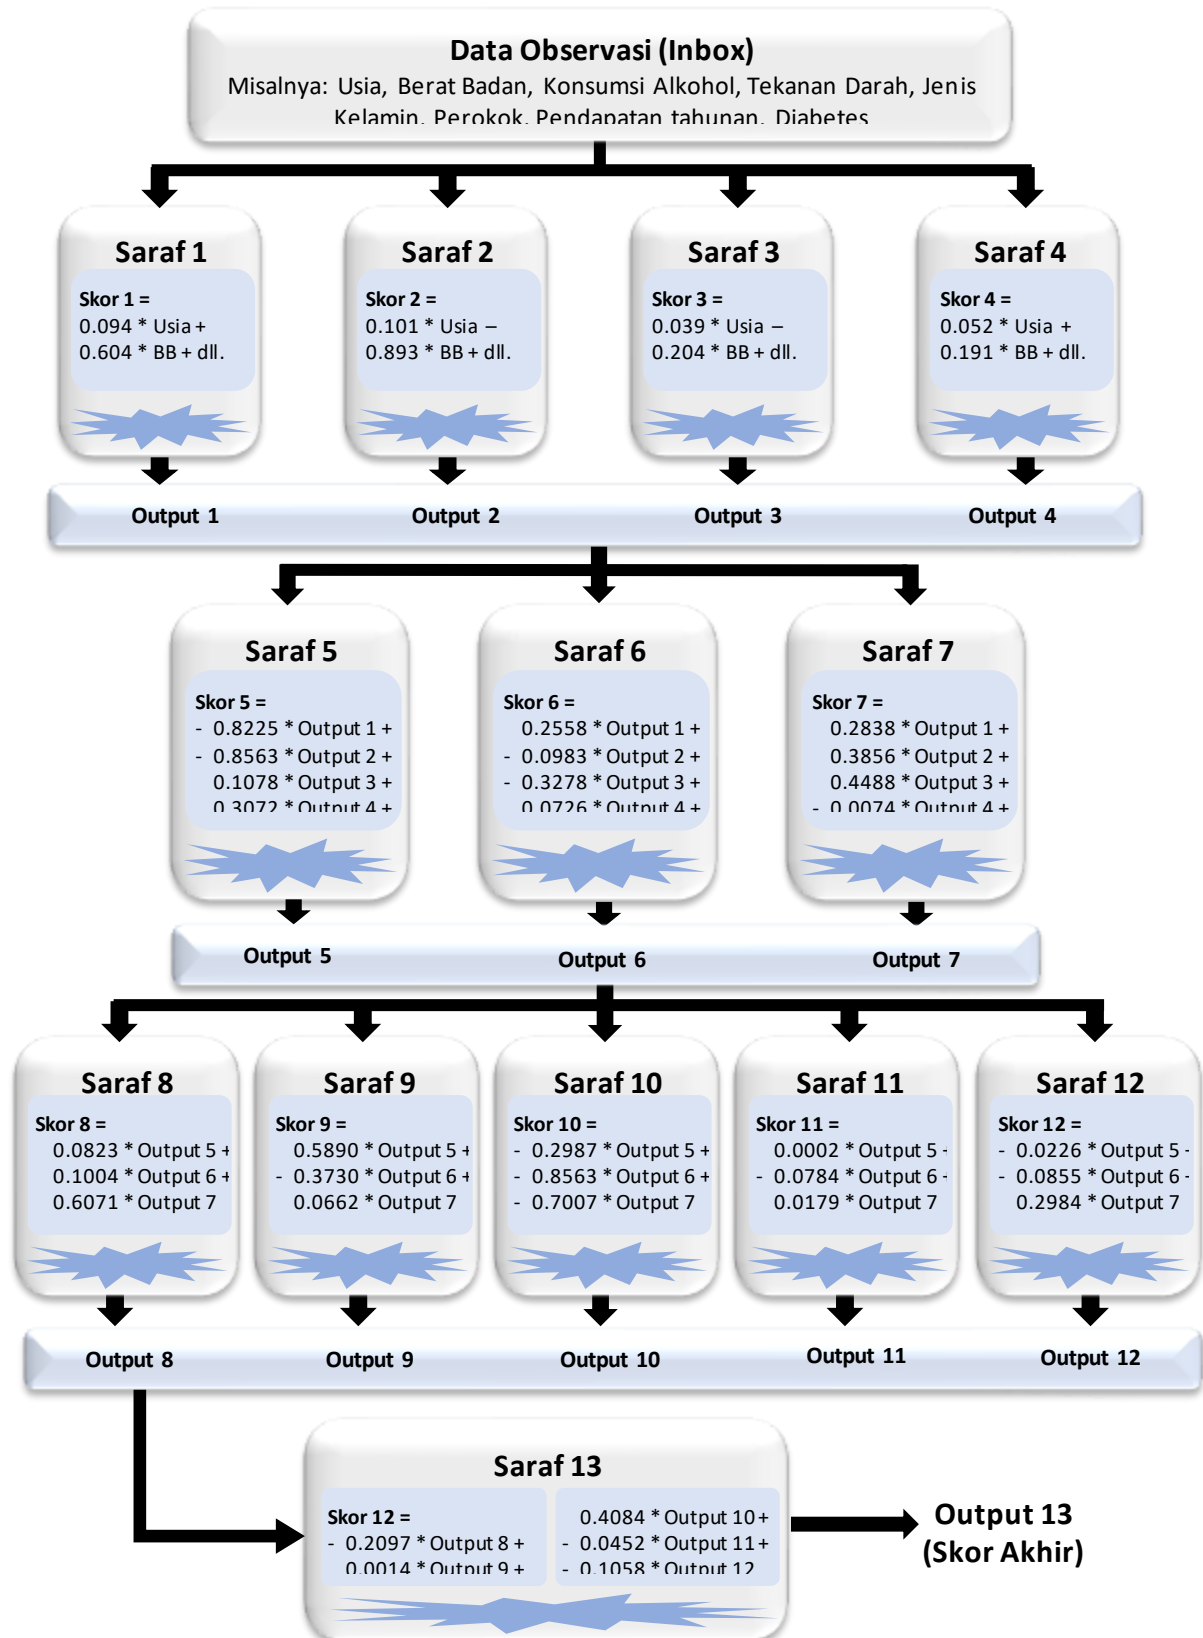 Data Observasi (Inbox)
Misalnya: Usia, Berat Badan, Konsumsi Alkohol, Tekanan Darah, Jenis
Kelamin, Perokok, Pendapatan tahunan, Diabetes
Saraf 1
Skor 1 =
0.094 * Usia +
0.604 * BB + dll.
Saraf 2
Skor 2 =
0.101 * Usia –
0.893 * BB + dll.
Saraf 3
Skor 3 =
0.039 * Usia –
0.204 * BB + dll.
Saraf 4
Skor 4 =
0.052 * Usia +
0.191 * BB + dll.
Output 1
Output 2
Output 3
Output 4
Saraf 5
Skor 5 =
- 0.8225 * Output 1 +
- 0.8563 * Output 2 +
0.1078 * Output 3 +
0.3072 * Output 4 +
Saraf 6
Skor 6 =
0.2558 * Output 1 +
- 0.0983 * Output 2 +
- 0.3278 * Output 3 +
0.0726 * Output 4 +
Saraf 7
Skor 7 =
0.2838 * Output 1 +
0.3856 * Output 2 +
0.4488 * Output 3 +
- 0.0074 * Output 4 +
Output 5
Output 6
Output 7
Saraf 8
Skor 8 =
0.0823 * Output 5 +
0.1004 * Output 6 +
0.6071 * Output 7
Saraf 9
Skor 9 =
0.5890 * Output 5 +
- 0.3730 * Output 6 +
0.0662 * Output 7
Saraf 10
Skor 10 =
- 0.2987 * Output 5 +
- 0.8563 * Output 6 +
- 0.7007 * Output 7
Saraf 11
Skor 11 =
0.0002 * Output 5 +
- 0.0784 * Output 6 +
0.0179 * Output 7
Saraf 12
Skor 12 =
- 0.0226 * Output 5 +
- 0.0855 * Output 6 +
0.2984 * Output 7
Output 8
Output 9
Output 10
Output 11
Output 12
Saraf 13
Skor 12 =
- 0.2097 * Output 8 +
0.0014 * Output 9 +
0.4084 * Output 10 +
- 0.0452 * Output 11 +
- 0.1058 * Output 12
Output 13
(Skor Akhir)